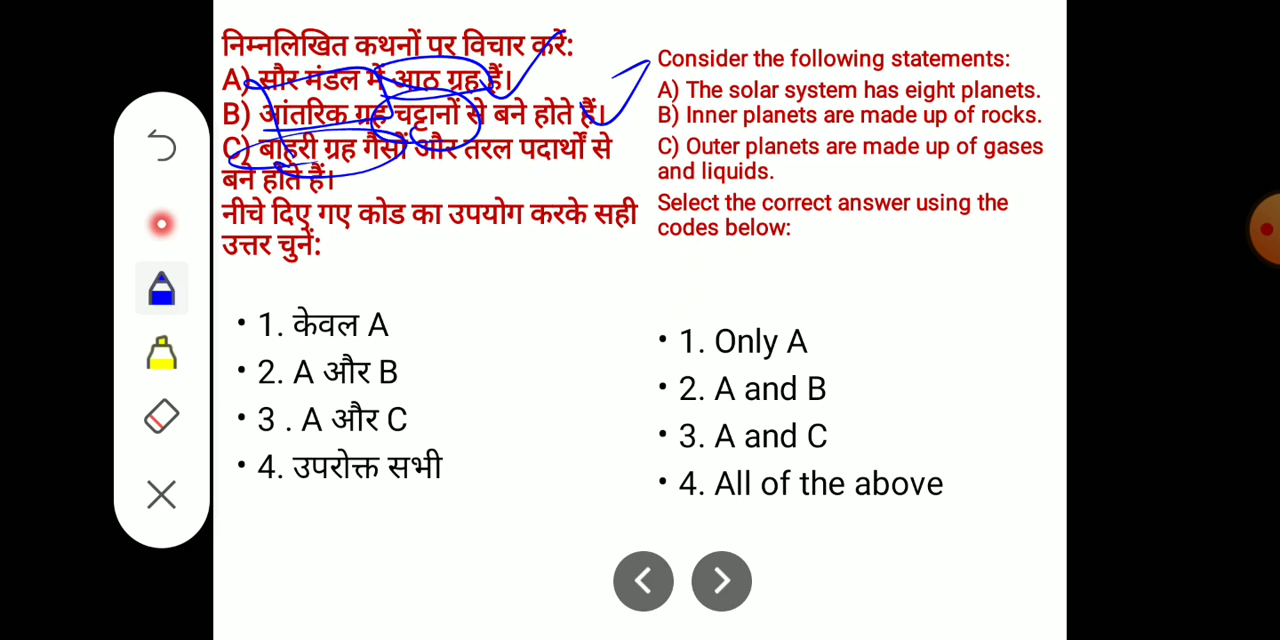 निम्नलिखित कथनों पर विचार करें:
A) सौर मंडल में आठ ग्रह हैं।
B) आंतरिक ग्रह चट्टानों से बने होते हैं।
C) बाहरी ग्रह गैसों और तरल पदार्थों से
बने होते हैं।
नीचे दिए गए कोड का उपयोग करके सही
उत्तर चुनें:
• 1. केवल A
• 2. A और B
• 3 . A और C
• 4. उपरोक्त सभी
Consider the following statements:
A) The solar system has eight planets.
B) Inner planets are made up of rocks.
C) Outer planets are made up of gases
and liquids.
Select the correct answer using the
codes below:
• 1. Only A
• 2. A and B
• 3. A and C
• 4. All of the above